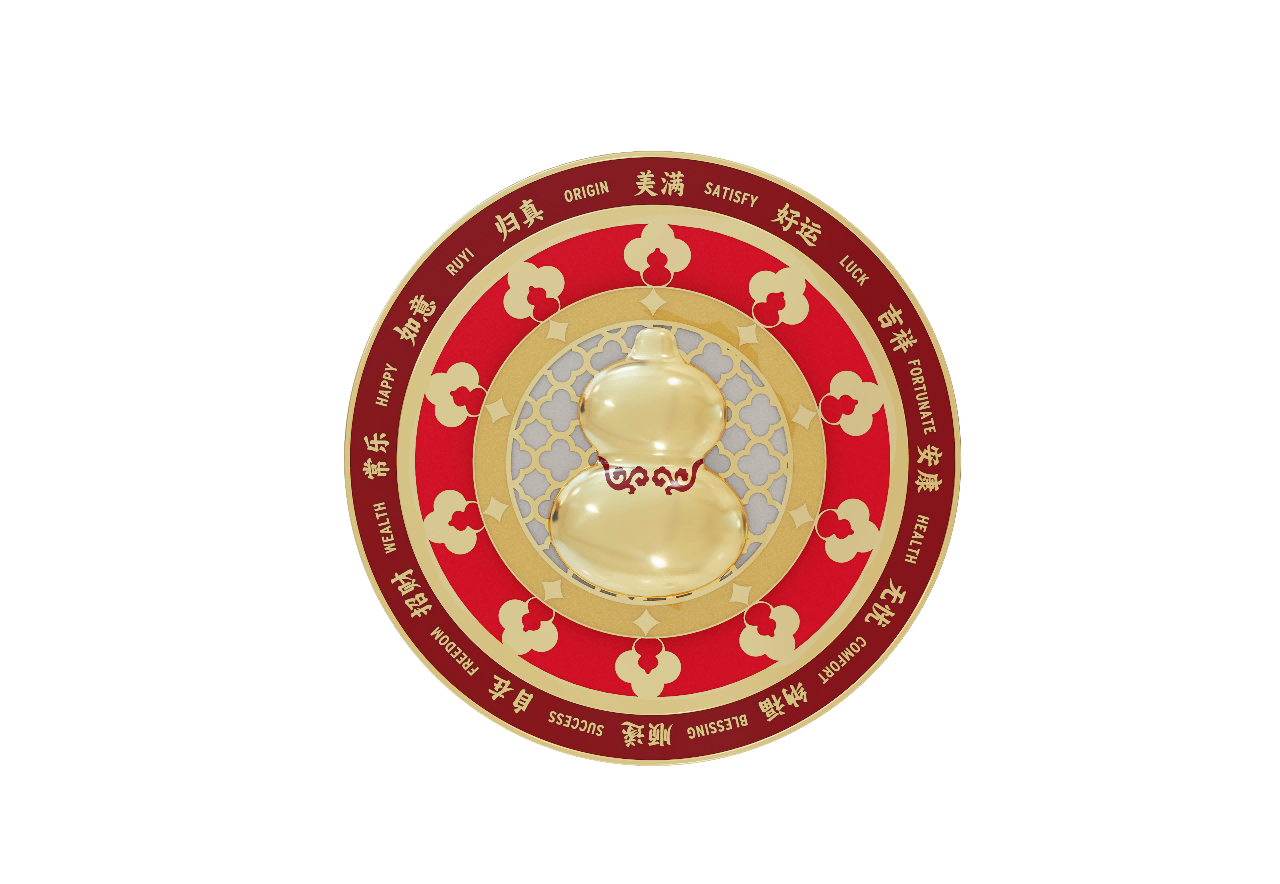 美满
SATISFY
好运
LUCK
吉祥
FORTUNATE
安康
HEALTH
无忧
COMFORT
纳福
BLESSING
顺遂
SUCCESS
自在
FREEDOM
招财
WEALTH
常乐
HAPPY
如意
RUYI
归真
ORIGIN